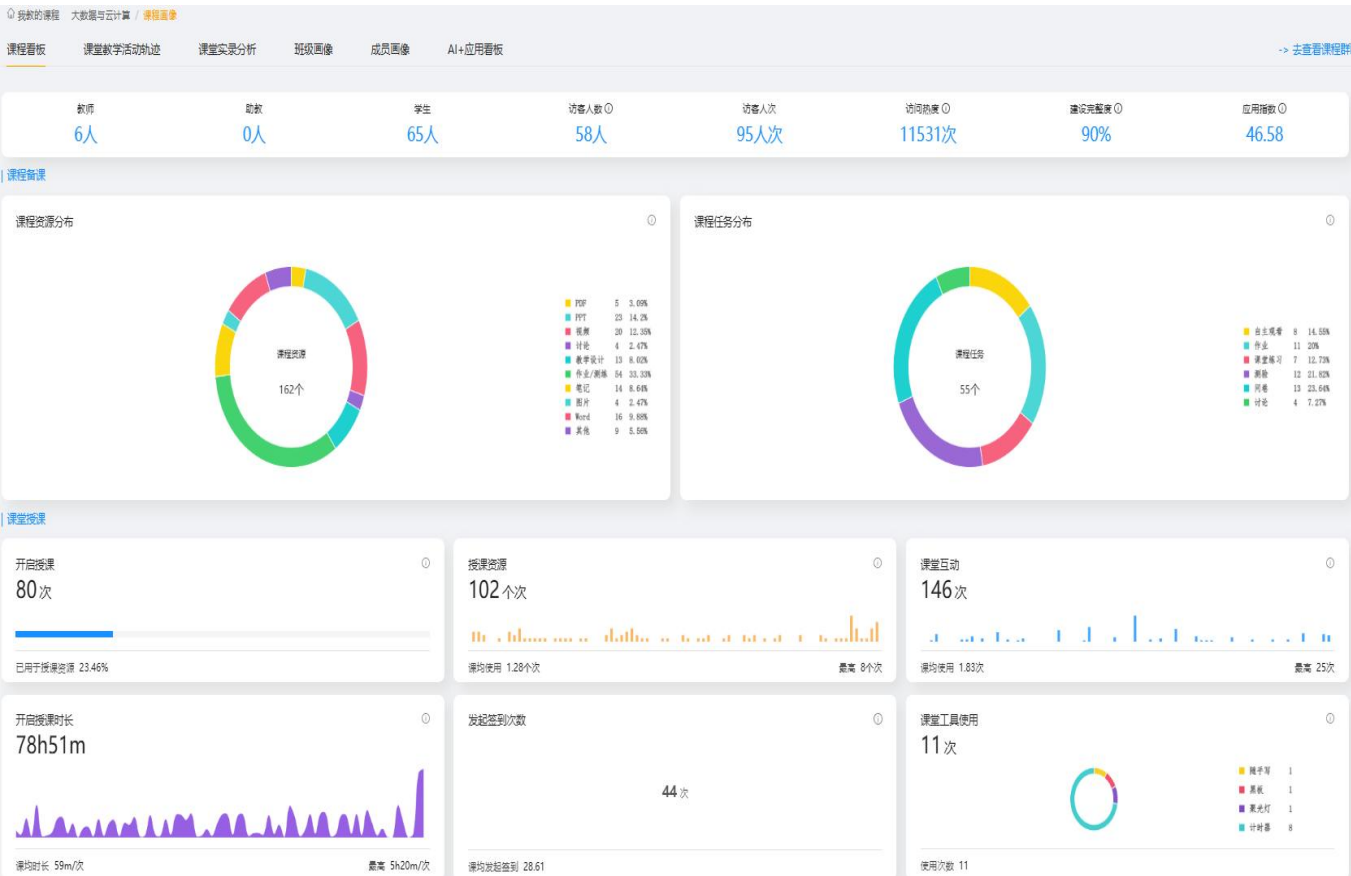 我教的课程 大数据与云计算 / 课程画像
课程看板 课堂教学活动轨迹 课堂实录分析 班级画像 成员画像 AI+应用看板 -> 去查看课程群
教师 助教 学生 访客人数 访客人次 访问热度 建设完整度 应用指数
6人 0人 65人 58人 95人次 11531次 90% 46.58
课程备课
课程资源分布
课程资源
162个
PDF 5 3.09%
PPT 23 14.2%
视频 20 12.35%
讨论 4 2.47%
教学设计 13 8.02%
作业/测练 54 33.33%
笔记 14 8.64%
图片 4 2.47%
Word 16 9.88%
其他 9 5.56%
课程任务分布
课程任务
55个
自主观看 8 14.55%
作业 11 20%
课堂练习 7 12.73%
测验 12 21.82%
问卷 13 23.64%
讨论 4 7.27%
课堂授课
开启授课
80次
已用于授课资源 23.46%
授课资源
102个次
课均使用 1.28个次 最高 8个次
课堂互动
146次
课均使用 1.83次 最高 25次
开启授课时长
78h51m
课均时长 59m/次 最高 5h20m/次
发起签到次数
44次
课均发起签到 28.61
课堂工具使用
11次
随手写 1
黑板 1
聚光灯 1
计时器 8
使用次数 11